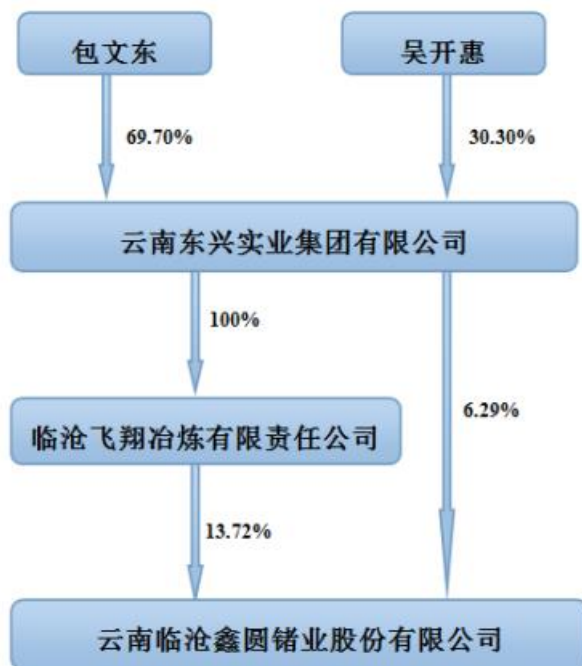 包文东
吴开惠
69.70%
30.30%
云南东兴实业集团有限公司
100%
6.29%
临沧飞翔冶炼有限责任公司
13.72%
云南临沧鑫圆锗业股份有限公司